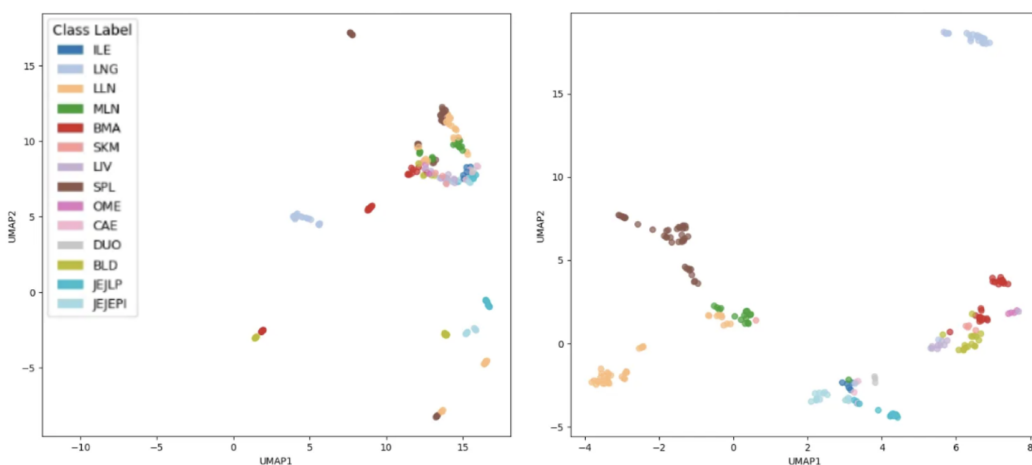 Class Label
ILE
LNG
LLN
MLN
BMA
SKM
LIV
SPL
OME
CAE
DUO
BLD
JEJLP
JEJEPI
15
10
5
0
−5
UMAP2
−10
−5
0
5
10
15
UMAP1
15
10
5
0
−5
UMAP2
−4
−2
0
2
4
6
8
UMAP1